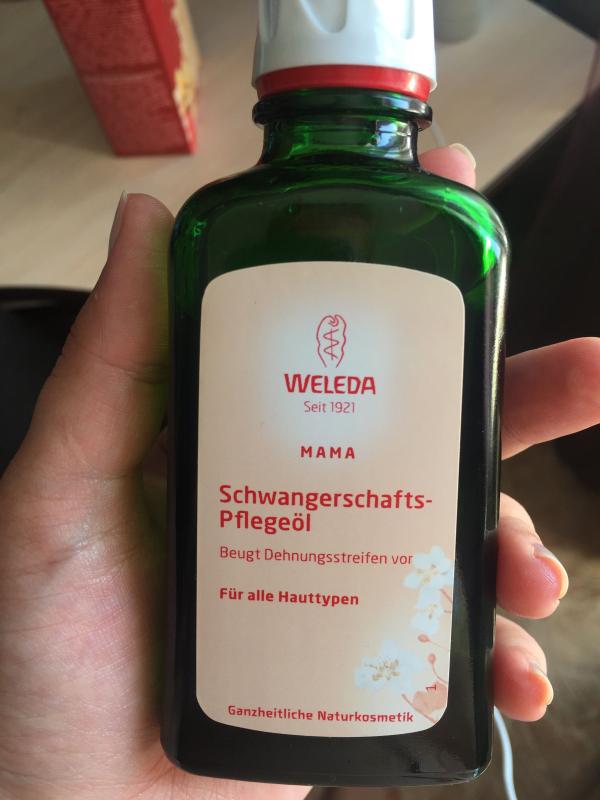 WELEDA
Seit 1921
MAMA
Schwangerschafts-
Pflegeöl
Beugt Dehnungsstreifen vor
Für alle Hauttypen
Ganzheitliche Naturkosmetik